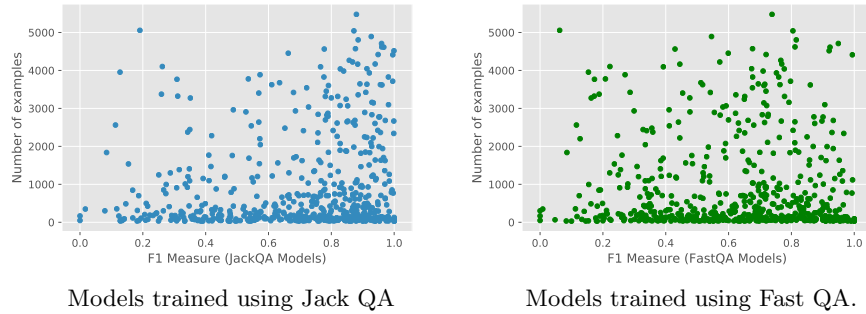 Number of examples
5000
4000
3000
2000
1000
0
0.0 0.2 0.4 0.6 0.8 1.0
F1 Measure (JackQA Models)
Models trained using Jack QA
Number of examples
5000
4000
3000
2000
1000
0
0.0 0.2 0.4 0.6 0.8 1.0
F1 Measure (FastQA Models)
Models trained using Fast QA.